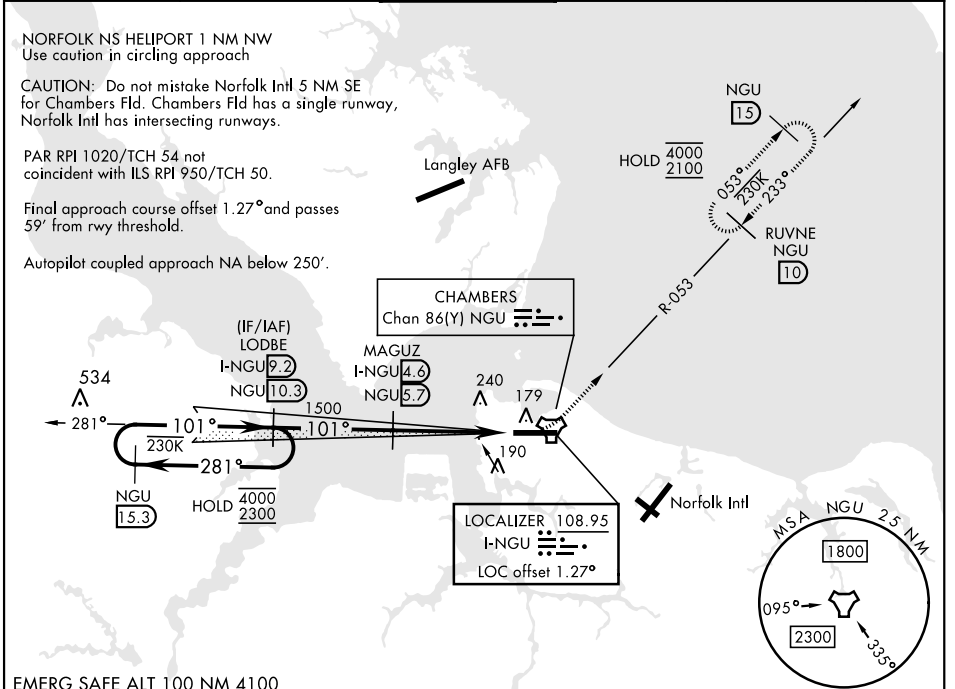 NORFOLK NS HELIPORT 1 NM NW
Use caution in circling approach
CAUTION: Do not mistake Norfolk Intl 5 NM SE
for Chambers Fld. Chambers Fld has a single runway,
Norfolk Intl has intersecting runways.
PAR RPI 1020/TCH 54 not
coincident with ILS RPI 950/TCH 50.
Final approach course offset 1.27° and passes
59' from rwy threshold.
Autopilot coupled approach NA below 250'.
Langley AFB
NGU
15
HOLD 4000
2100
053°
230K
233°
RUVNE
NGU
10
R-053
CHAMBERS
Chan 86(Y) NGU
(IF/IAF)
LODBE
I-NGU 9.2
NGU 10.3
MAGUZ
I-NGU 4.6
NGU 5.7
534
240
179
190
1500
281°
101°
101°
230K
281°
NGU
15.3
HOLD 4000
2300
LOCALIZER 108.95
I-NGU
LOC offset 1.27°
Norfolk Intl
MSA NGU 25 NM
1800
095°
2300
335°
EMERG SAFE ALT 100 NM 4100